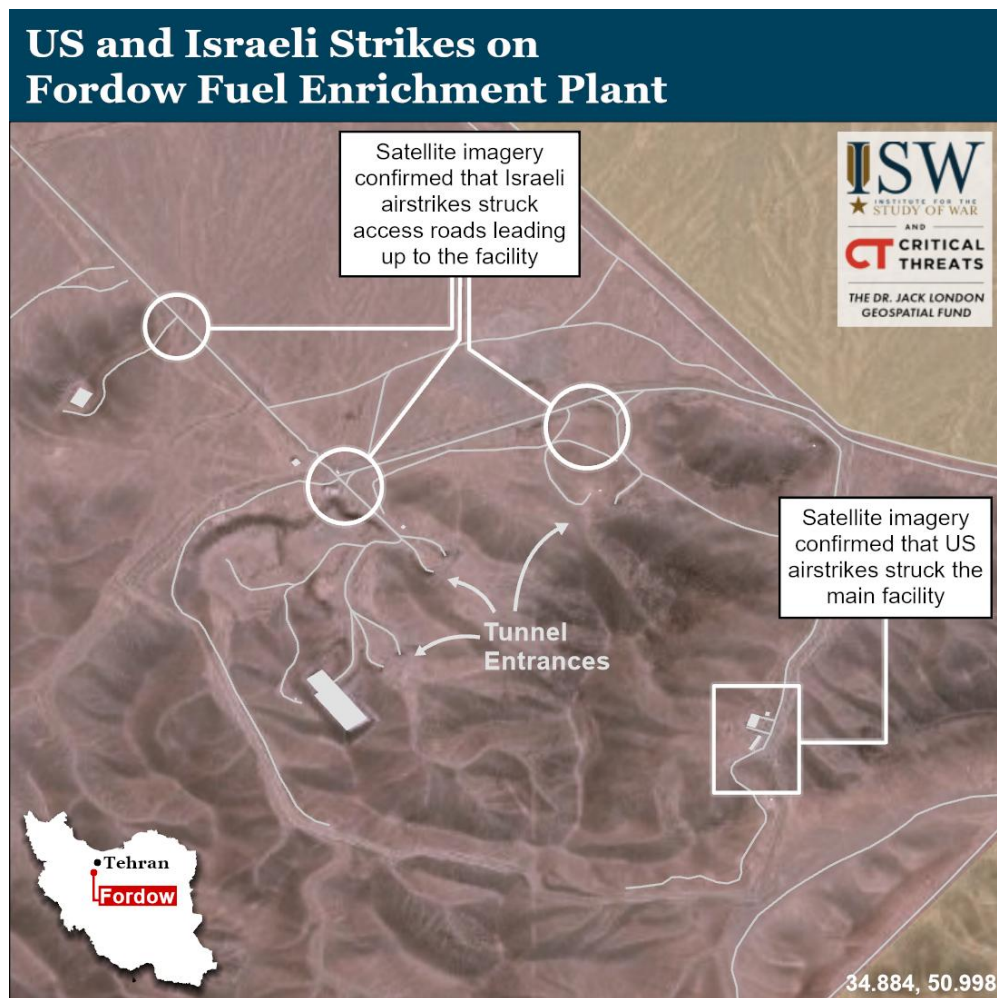 US and Israeli Strikes on
Fordow Fuel Enrichment Plant
Satellite imagery
confirmed that Israeli
airstrikes struck
access roads leading
up to the facility
ISW
INSTITUTE FOR THE
STUDY OF WAR
AND
CT CRITICAL
THREATS
THE DR. JACK LONDON
GEOSPATIAL FUND
Satellite imagery
confirmed that US
airstrikes struck the
main facility
Tunnel
Entrances
Tehran
Fordow
34.884, 50.998